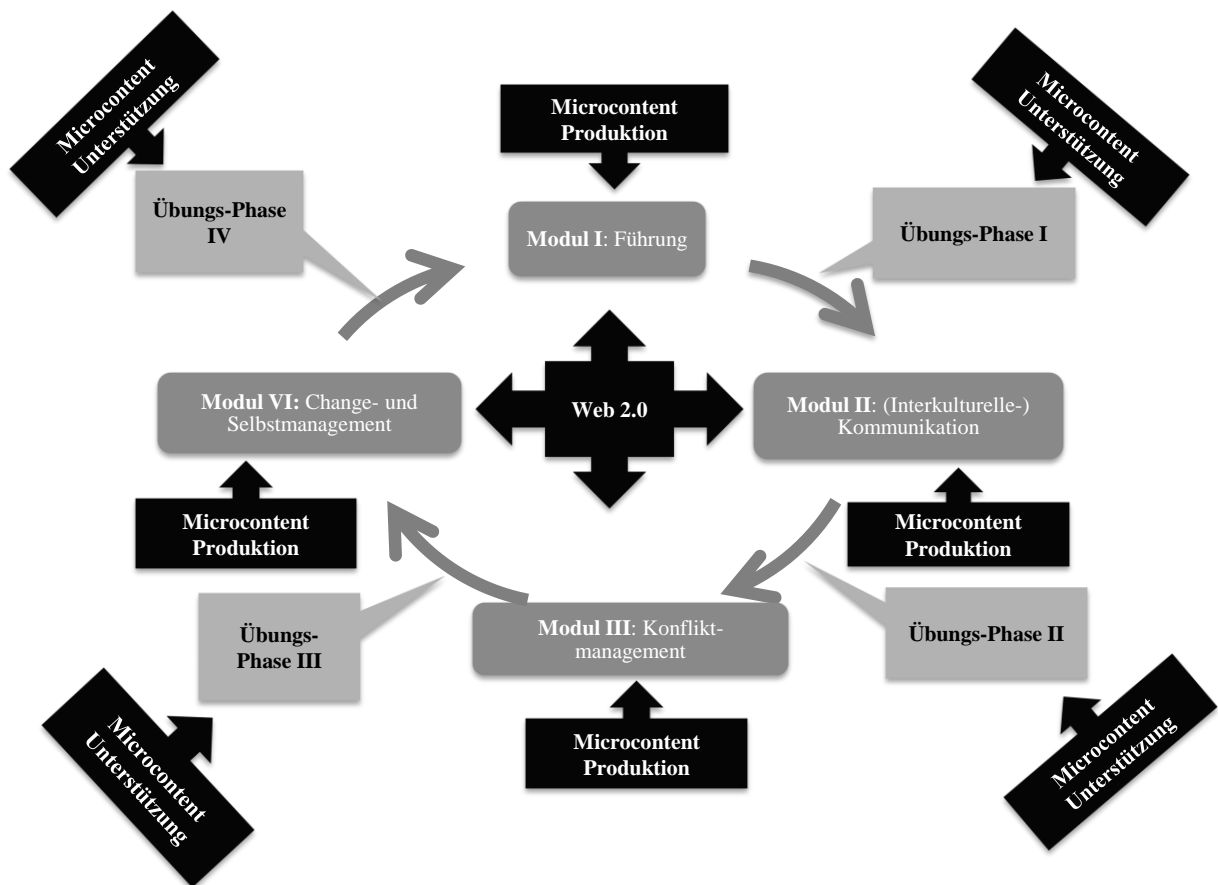 Microcontent
Unterstützung
Microcontent
Produktion
Microcontent
Unterstützung
Übungs-Phase
IV
Modul I: Führung
Übungs-Phase I
Modul VI: Change- und
Selbstmanagement
Web 2.0
Modul II: (Interkulturelle-)
Kommunikation
Microcontent
Produktion
Microcontent
Produktion
Übungs-
Phase III
Modul III: Konflikt-
management
Übungs-Phase II
Microcontent
Unterstützung
Microcontent
Produktion
Microcontent
Unterstützung